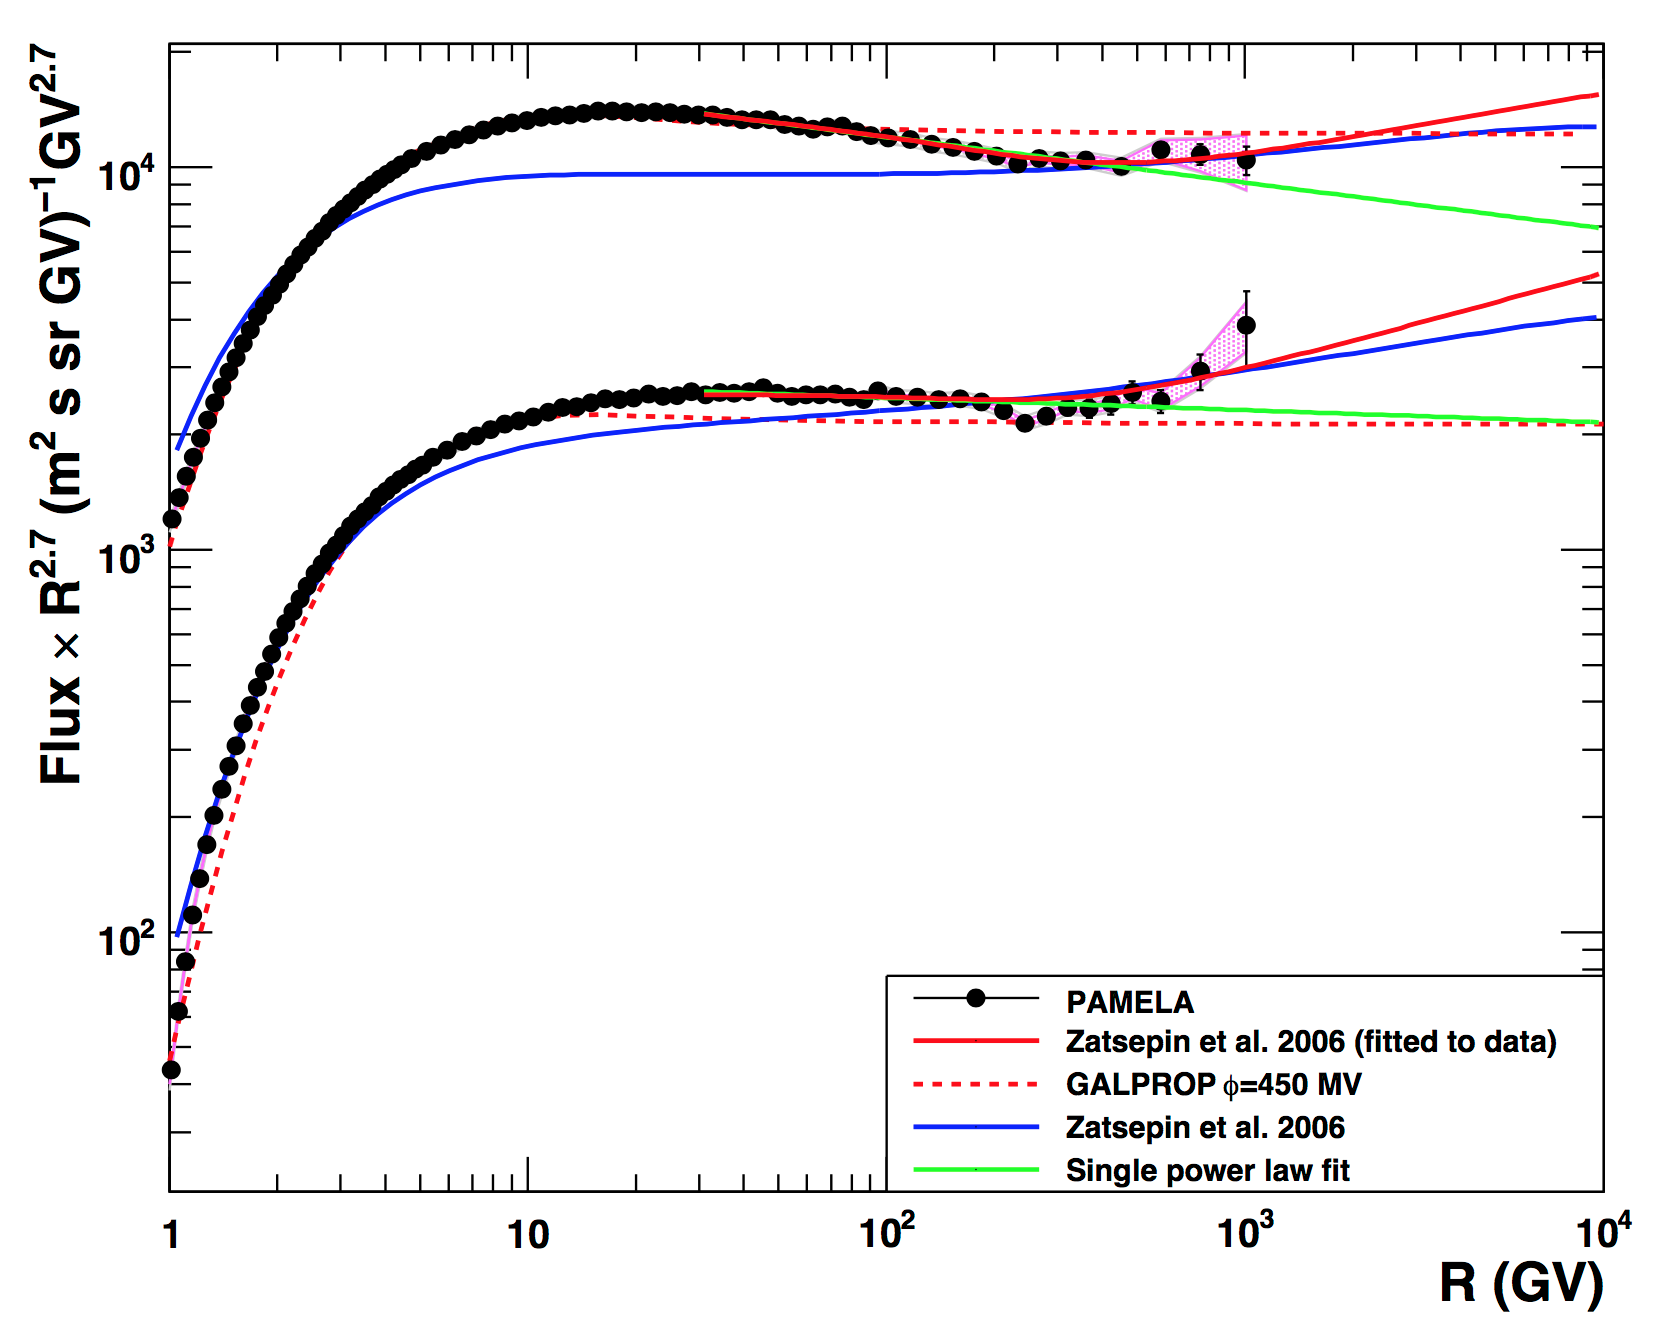 Flux × R^2.7 (m^2 s sr GV)^−1 GV^2.7
10^4
10^3
10^2
PAMELA
Zatsepin et al. 2006 (fitted to data)
GALPROP ϕ=450 MV
Zatsepin et al. 2006
Single power law fit
1 10 10^2 10^3 10^4
R (GV)